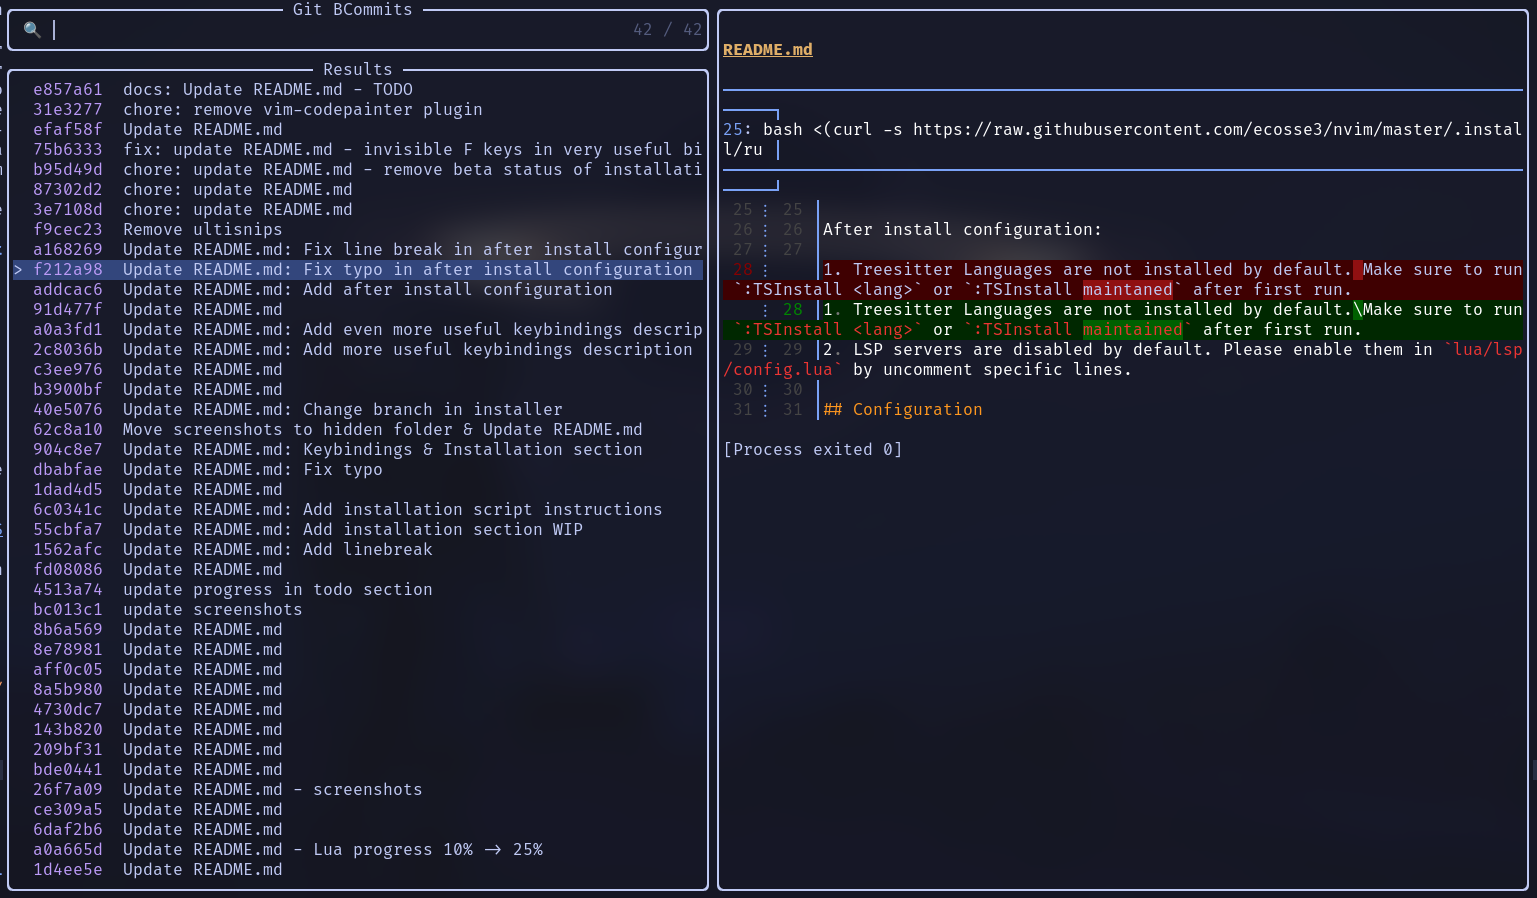 Git BCommits
42 / 42
Results
e857a61 docs: Update README.md - TODO
31e3277 chore: remove vim-codepainter plugin
efaf58f Update README.md
75b6333 fix: update README.md - invisible F keys in very useful bi
b95d49d chore: update README.md - remove beta status of installati
87302d2 chore: update README.md
3e7108d chore: update README.md
f9cec23 Remove ultisnips
a168269 Update README.md: Fix line break in after install configur
> f212a98 Update README.md: Fix typo in after install configuration
addcac6 Update README.md: Add after install configuration
91d477f Update README.md
a0a3fd1 Update README.md: Add even more useful keybindings descrip
2c8036b Update README.md: Add more useful keybindings description
c3ee976 Update README.md
b3900bf Update README.md
40e5076 Update README.md: Change branch in installer
62c8a10 Move screenshots to hidden folder & Update README.md
904c8e7 Update README.md: Keybindings & Installation section
dbabfae Update README.md: Fix typo
1dad4d5 Update README.md
6c0341c Update README.md: Add installation script instructions
55cbfa7 Update README.md: Add installation section WIP
1562afc Update README.md: Add linebreak
fd08086 Update README.md
4513a74 update progress in todo section
bc013c1 update screenshots
8b6a569 Update README.md
8e78981 Update README.md
aff0c05 Update README.md
8a5b980 Update README.md
4730dc7 Update README.md
143b820 Update README.md
209bf31 Update README.md
bde0441 Update README.md
26f7a09 Update README.md - screenshots
ce309a5 Update README.md
6daf2b6 Update README.md
a0a665d Update README.md - Lua progress 10% -> 25%
1d4ee5e Update README.md
README.md
25: bash <(curl -s https://raw.githubusercontent.com/ecosse3/nvim/master/.instal
l/ru
25 ⋮ 25
26 ⋮ 26 After install configuration:
27 ⋮ 27
28 ⋮ 1. Treesitter Languages are not installed by default. Make sure to run
`:TSInstall <lang>` or `:TSInstall maintaned` after first run.
⋮ 28 1. Treesitter Languages are not installed by default.\Make sure to run
`:TSInstall <lang>` or `:TSInstall maintained` after first run.
29 ⋮ 29 2. LSP servers are disabled by default. Please enable them in `lua/lsp
/config.lua` by uncomment specific lines.
30 ⋮ 30
31 ⋮ 31 ## Configuration
[Process exited 0]